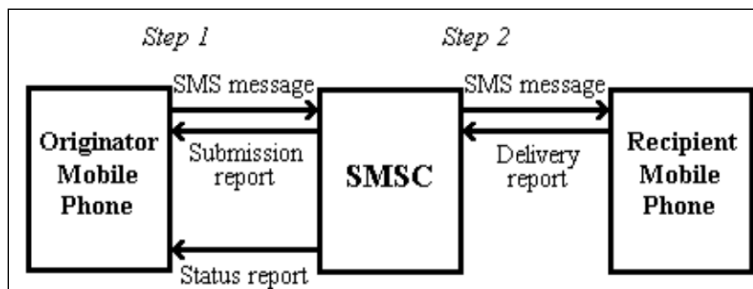 Step 1
Step 2
SMS message
SMS message
Originator
Mobile
Phone
Submission
report
SMSC
Delivery
report
Recipient
Mobile
Phone
Status report